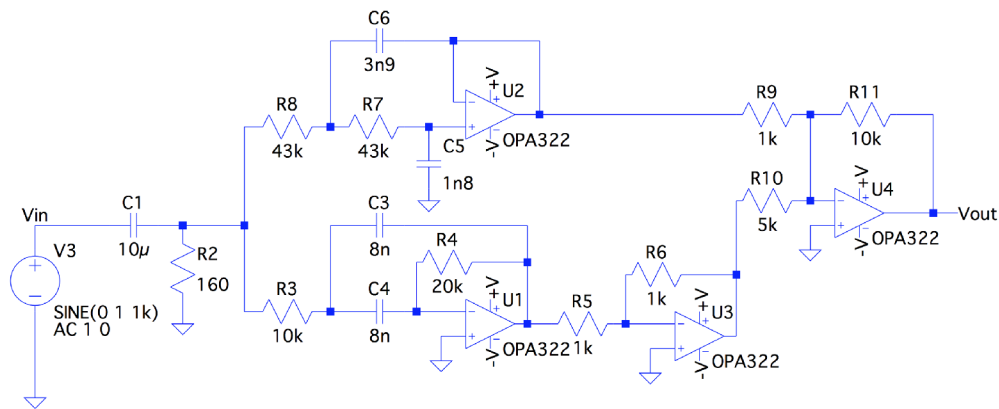 C6
3n9
+V
U2
R8
R7
R9
R11
43k
43k
C5
-V
OPA322
1k
10k
1n8
R10
+V
U4
Vin
C1
C3
5k
Vout
10µ
R2
8n
R4
R6
-V
OPA322
V3
160
20k
+V
U1
1k
SINE(0 1 1k)
AC 1 0
R3
C4
R5
+V
U3
10k
8n
-V
OPA322
1k
-V
OPA322
+
-